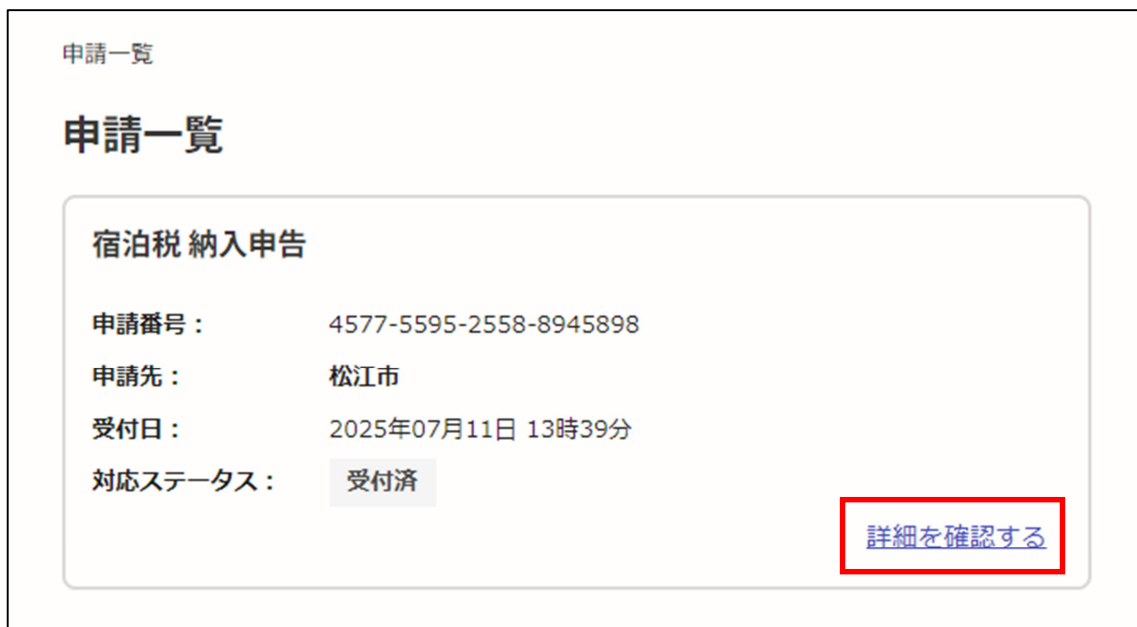 申請一覧
申請一覧
宿泊税 納入申告
申請番号： 4577-5595-2558-8945898
申請先： 松江市
受付日： 2025年07月11日 13時39分
対応ステータス： 受付済
詳細を確認する